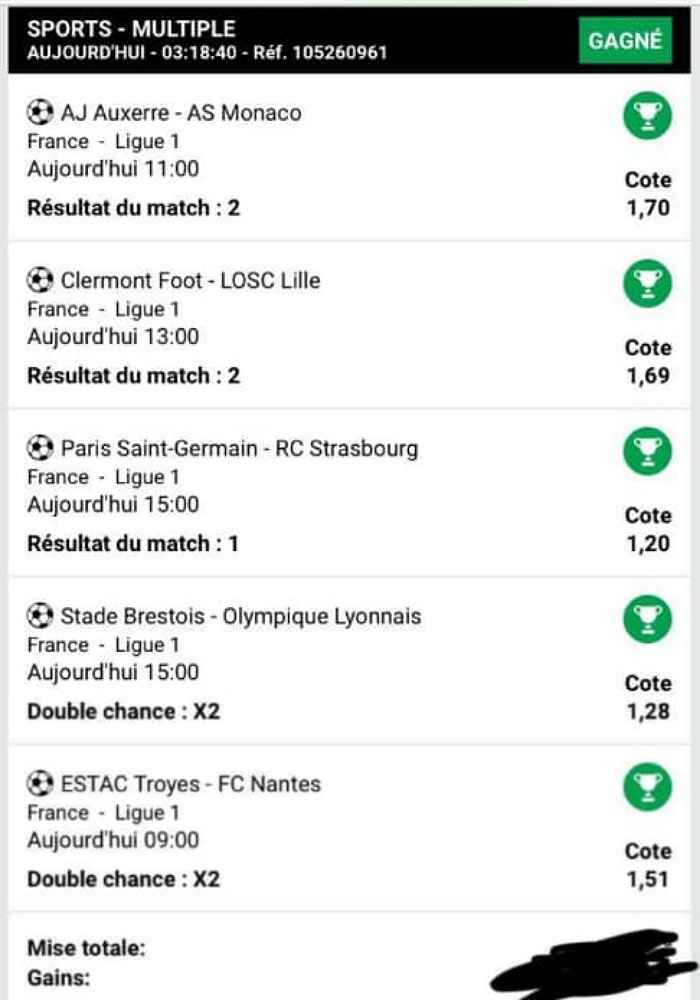 SPORTS - MULTIPLE
AUJOURD'HUI - 03:18:40 - Réf. 105260961
GAGNÉ
AJ Auxerre - AS Monaco
France - Ligue 1
Aujourd'hui 11:00
Résultat du match : 2
Cote
1,70
Clermont Foot - LOSC Lille
France - Ligue 1
Aujourd'hui 13:00
Résultat du match : 2
Cote
1,69
Paris Saint-Germain - RC Strasbourg
France - Ligue 1
Aujourd'hui 15:00
Résultat du match : 1
Cote
1,20
Stade Brestois - Olympique Lyonnais
France - Ligue 1
Aujourd'hui 15:00
Double chance : X2
Cote
1,28
ESTAC Troyes - FC Nantes
France - Ligue 1
Aujourd'hui 09:00
Double chance : X2
Cote
1,51
Mise totale:
Gains: